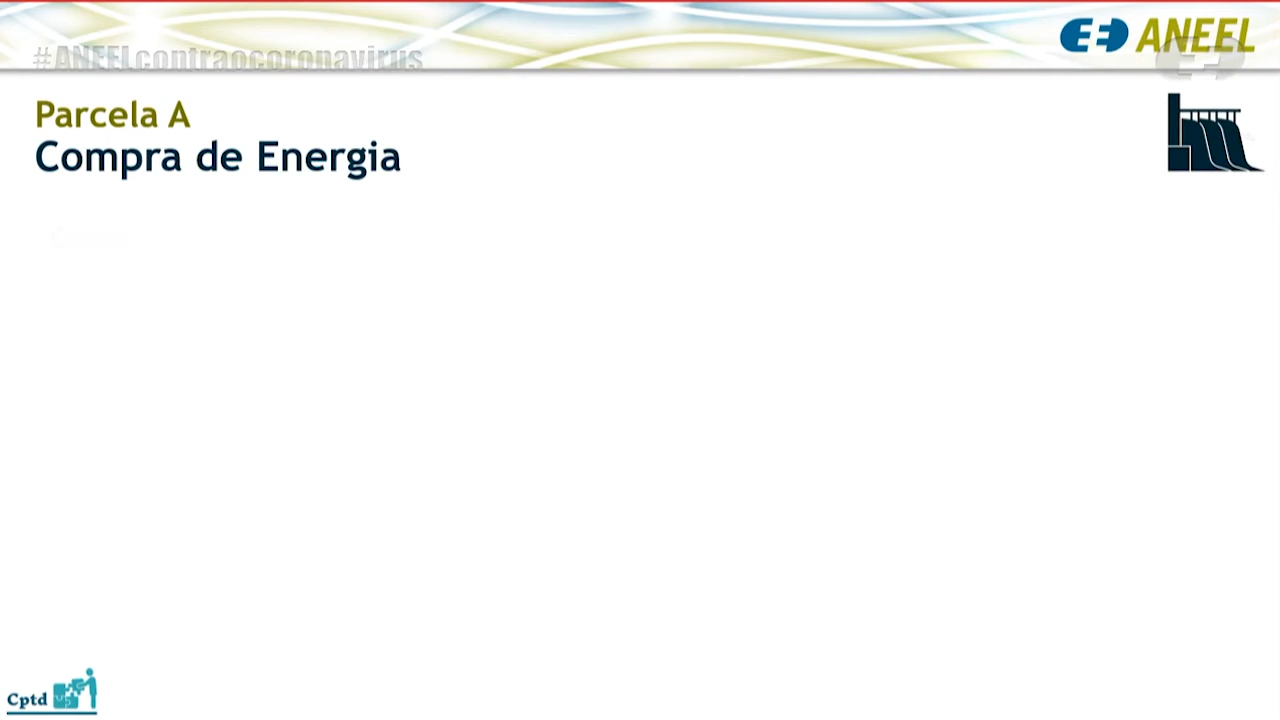 #ANEELcontraocoronavirus
ANEEL
Parcela A
Compra de Energia
Cptd